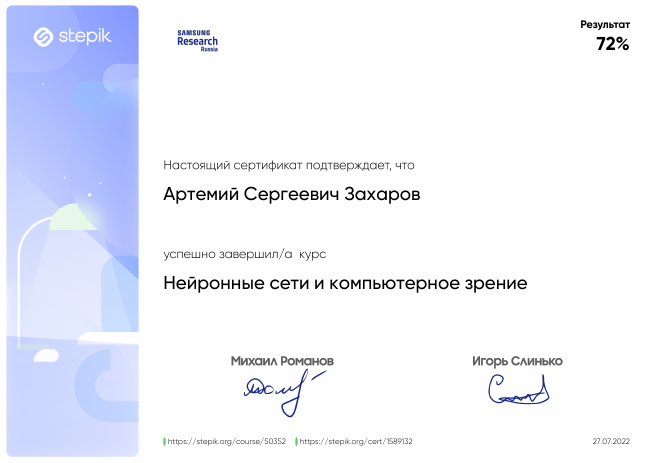 stepik
SAMSUNG
Research
Russia
Результат
72%
Настоящий сертификат подтверждает, что
Артемий Сергеевич Захаров
успешно завершил/а курс
Нейронные сети и компьютерное зрение
Михаил Романов
Игорь Слинько
https://stepik.org/course/50352
https://stepik.org/cert/1589132
27.07.2022